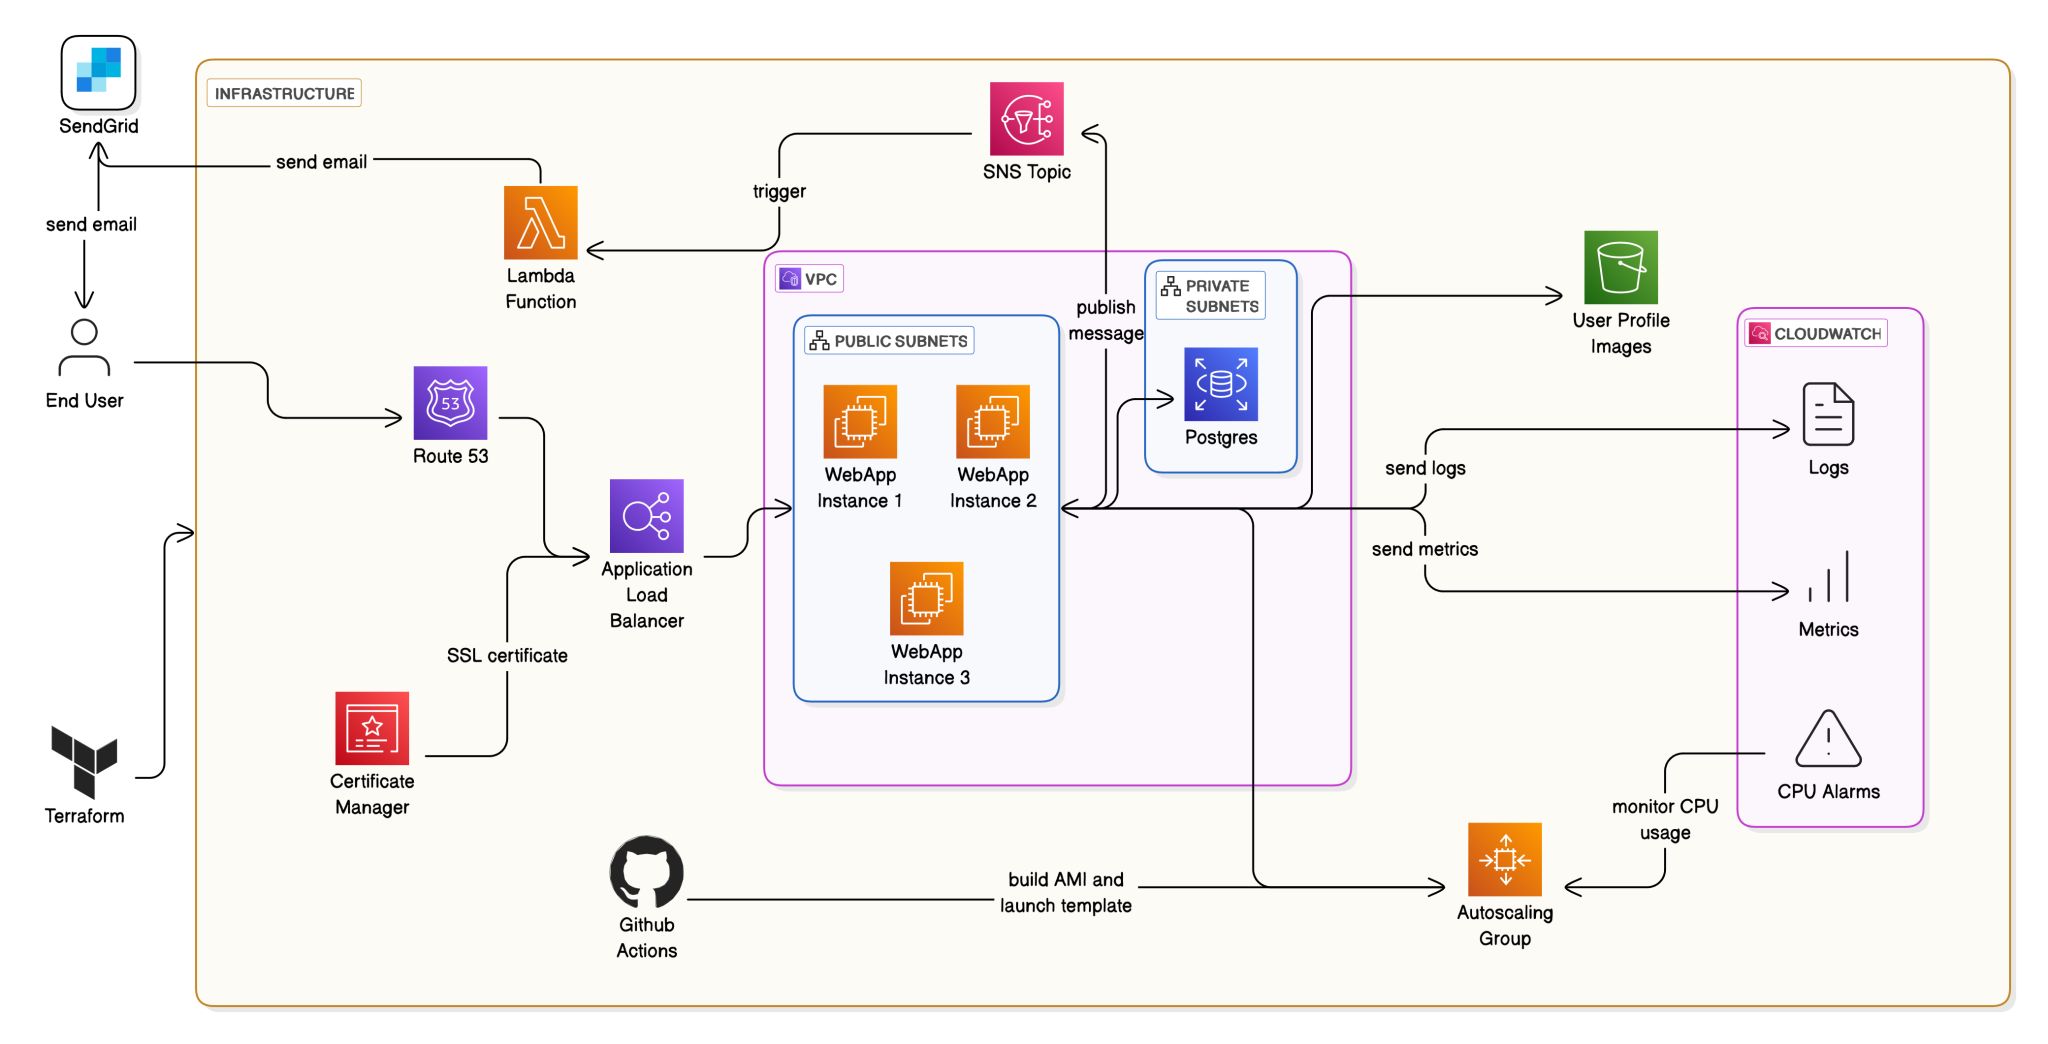 SendGrid
INFRASTRUCTURE
SNS Topic
send email
trigger
send email
Lambda
Function
VPC
PRIVATE
SUBNETS
publish
message
User Profile
Images
PUBLIC SUBNETS
CLOUDWATCH
End User
53
Route 53
WebApp
Instance 1
WebApp
Instance 2
Postgres
send logs
Logs
Application
Load
Balancer
send metrics
Metrics
SSL certificate
WebApp
Instance 3
Certificate
Manager
Terraform
CPU Alarms
monitor CPU
usage
build AMI and
launch template
Github
Actions
Autoscaling
Group